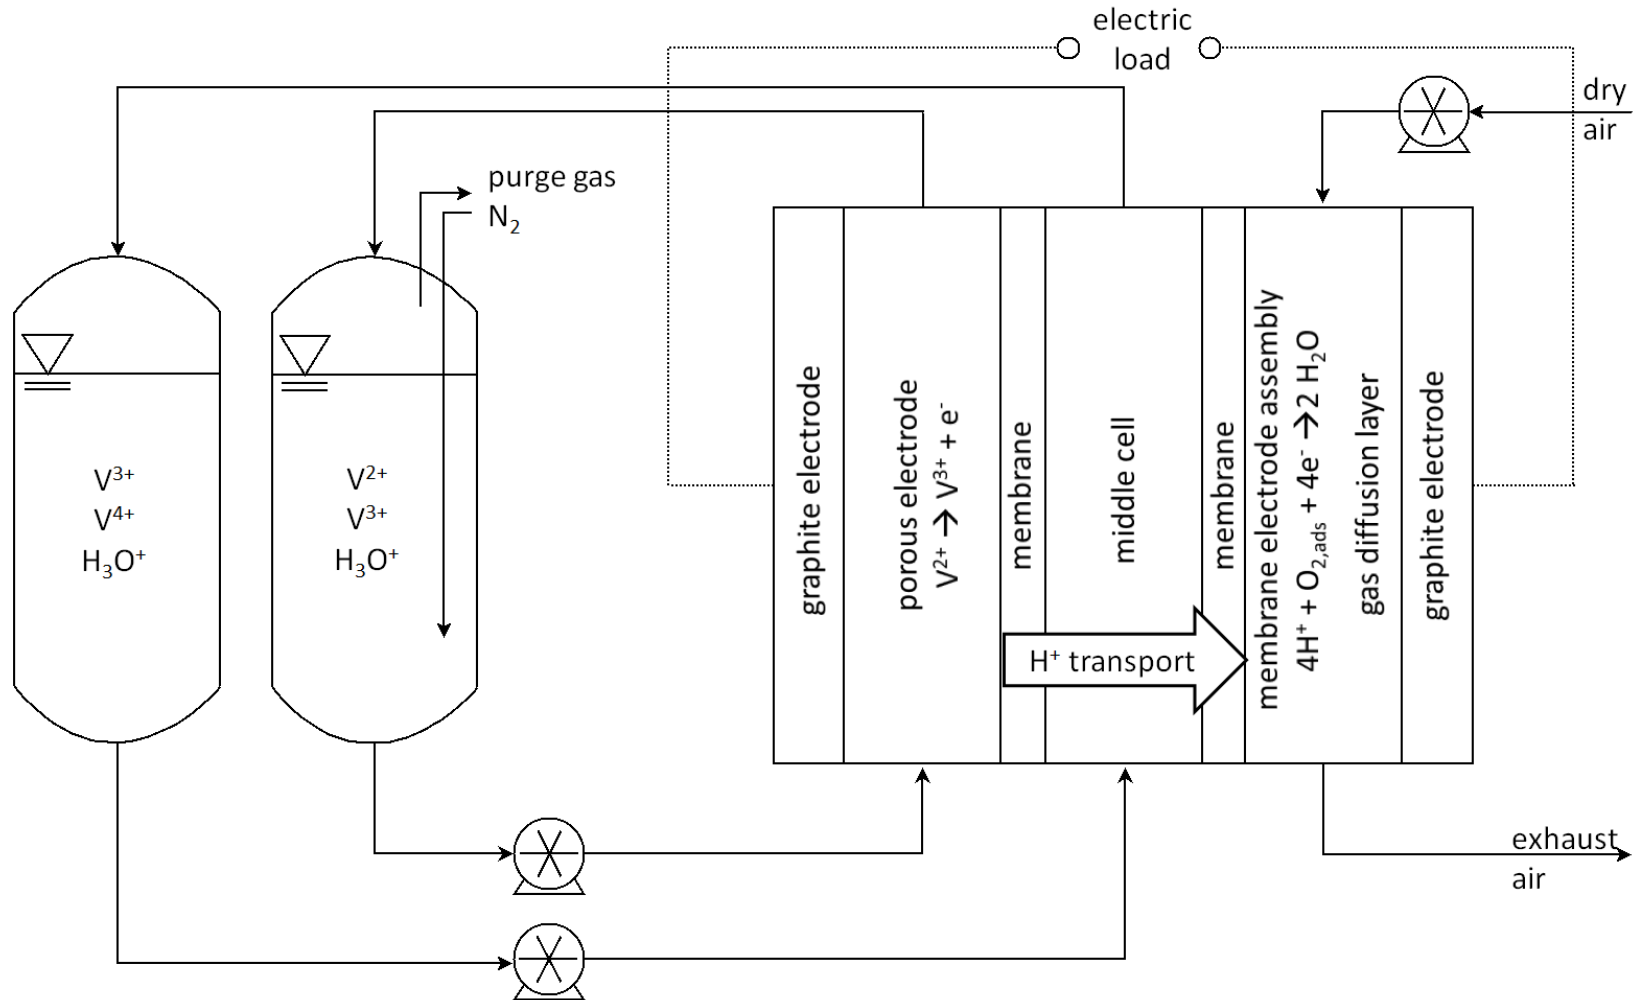 electric
load
dry
air
purge gas
N₂
V³⁺
V⁴⁺
H₃O⁺
V²⁺
V³⁺
H₃O⁺
graphite electrode
porous electrode
V²⁺ → V³⁺ + e⁻
membrane
middle cell
membrane
membrane electrode assembly
4H⁺ + O₂,ads + 4e⁻ → 2 H₂O
gas diffusion layer
graphite electrode
H⁺ transport
exhaust
air